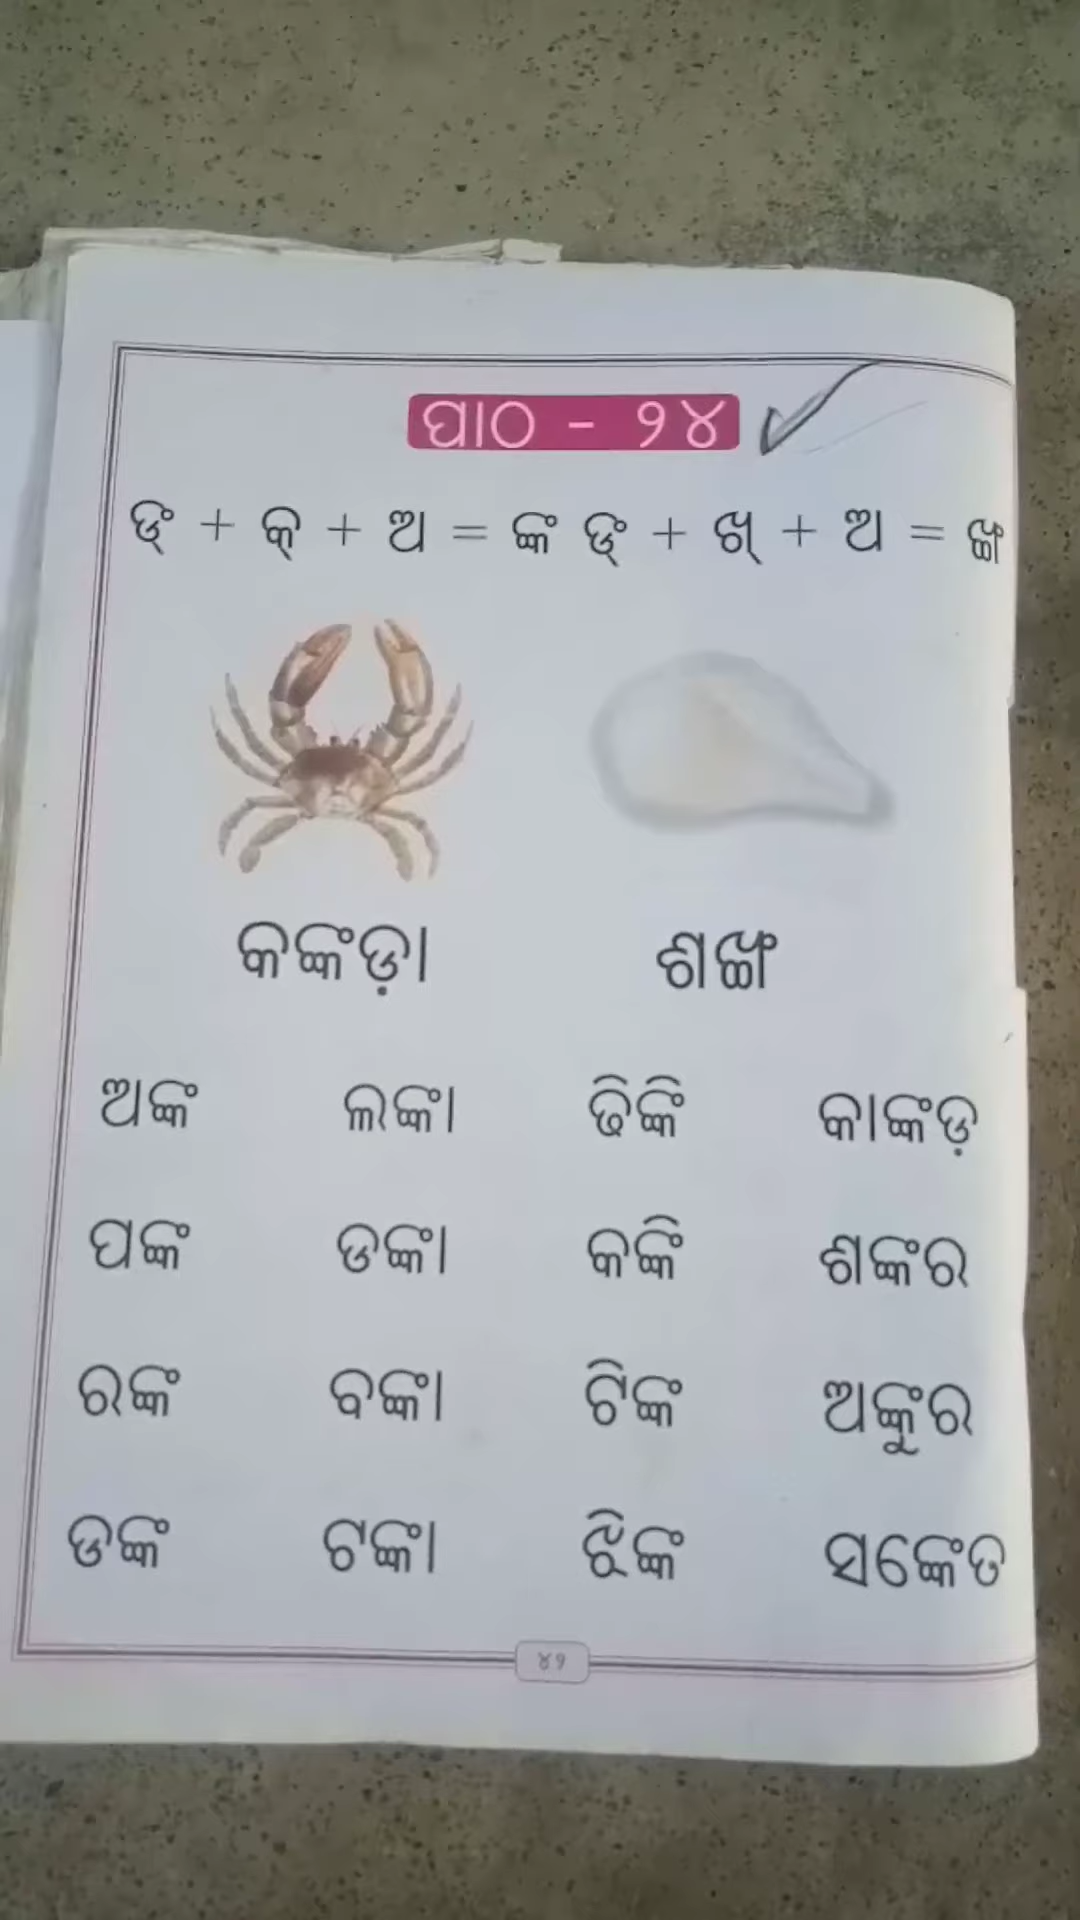 ପାଠ - ୨୪
ଙ୍ + କ୍ + ଅ = ଙ୍କ ଙ୍ + ଖ୍ + ଅ = ଙ୍ଖ
କଙ୍କଡ଼ା ଶଙ୍ଖ
ଅଙ୍କ ଲଙ୍କା ଢିଙ୍କି କାଙ୍କଡ଼
ପଙ୍କ ଡଙ୍କା କଙ୍କି ଶଙ୍କର
ରଙ୍କ ବଙ୍କା ଟିଙ୍କ ଅଙ୍କୁର
ଡଙ୍କ ଟଙ୍କା ଝିଙ୍କ ସଙ୍କେତ
୪୨